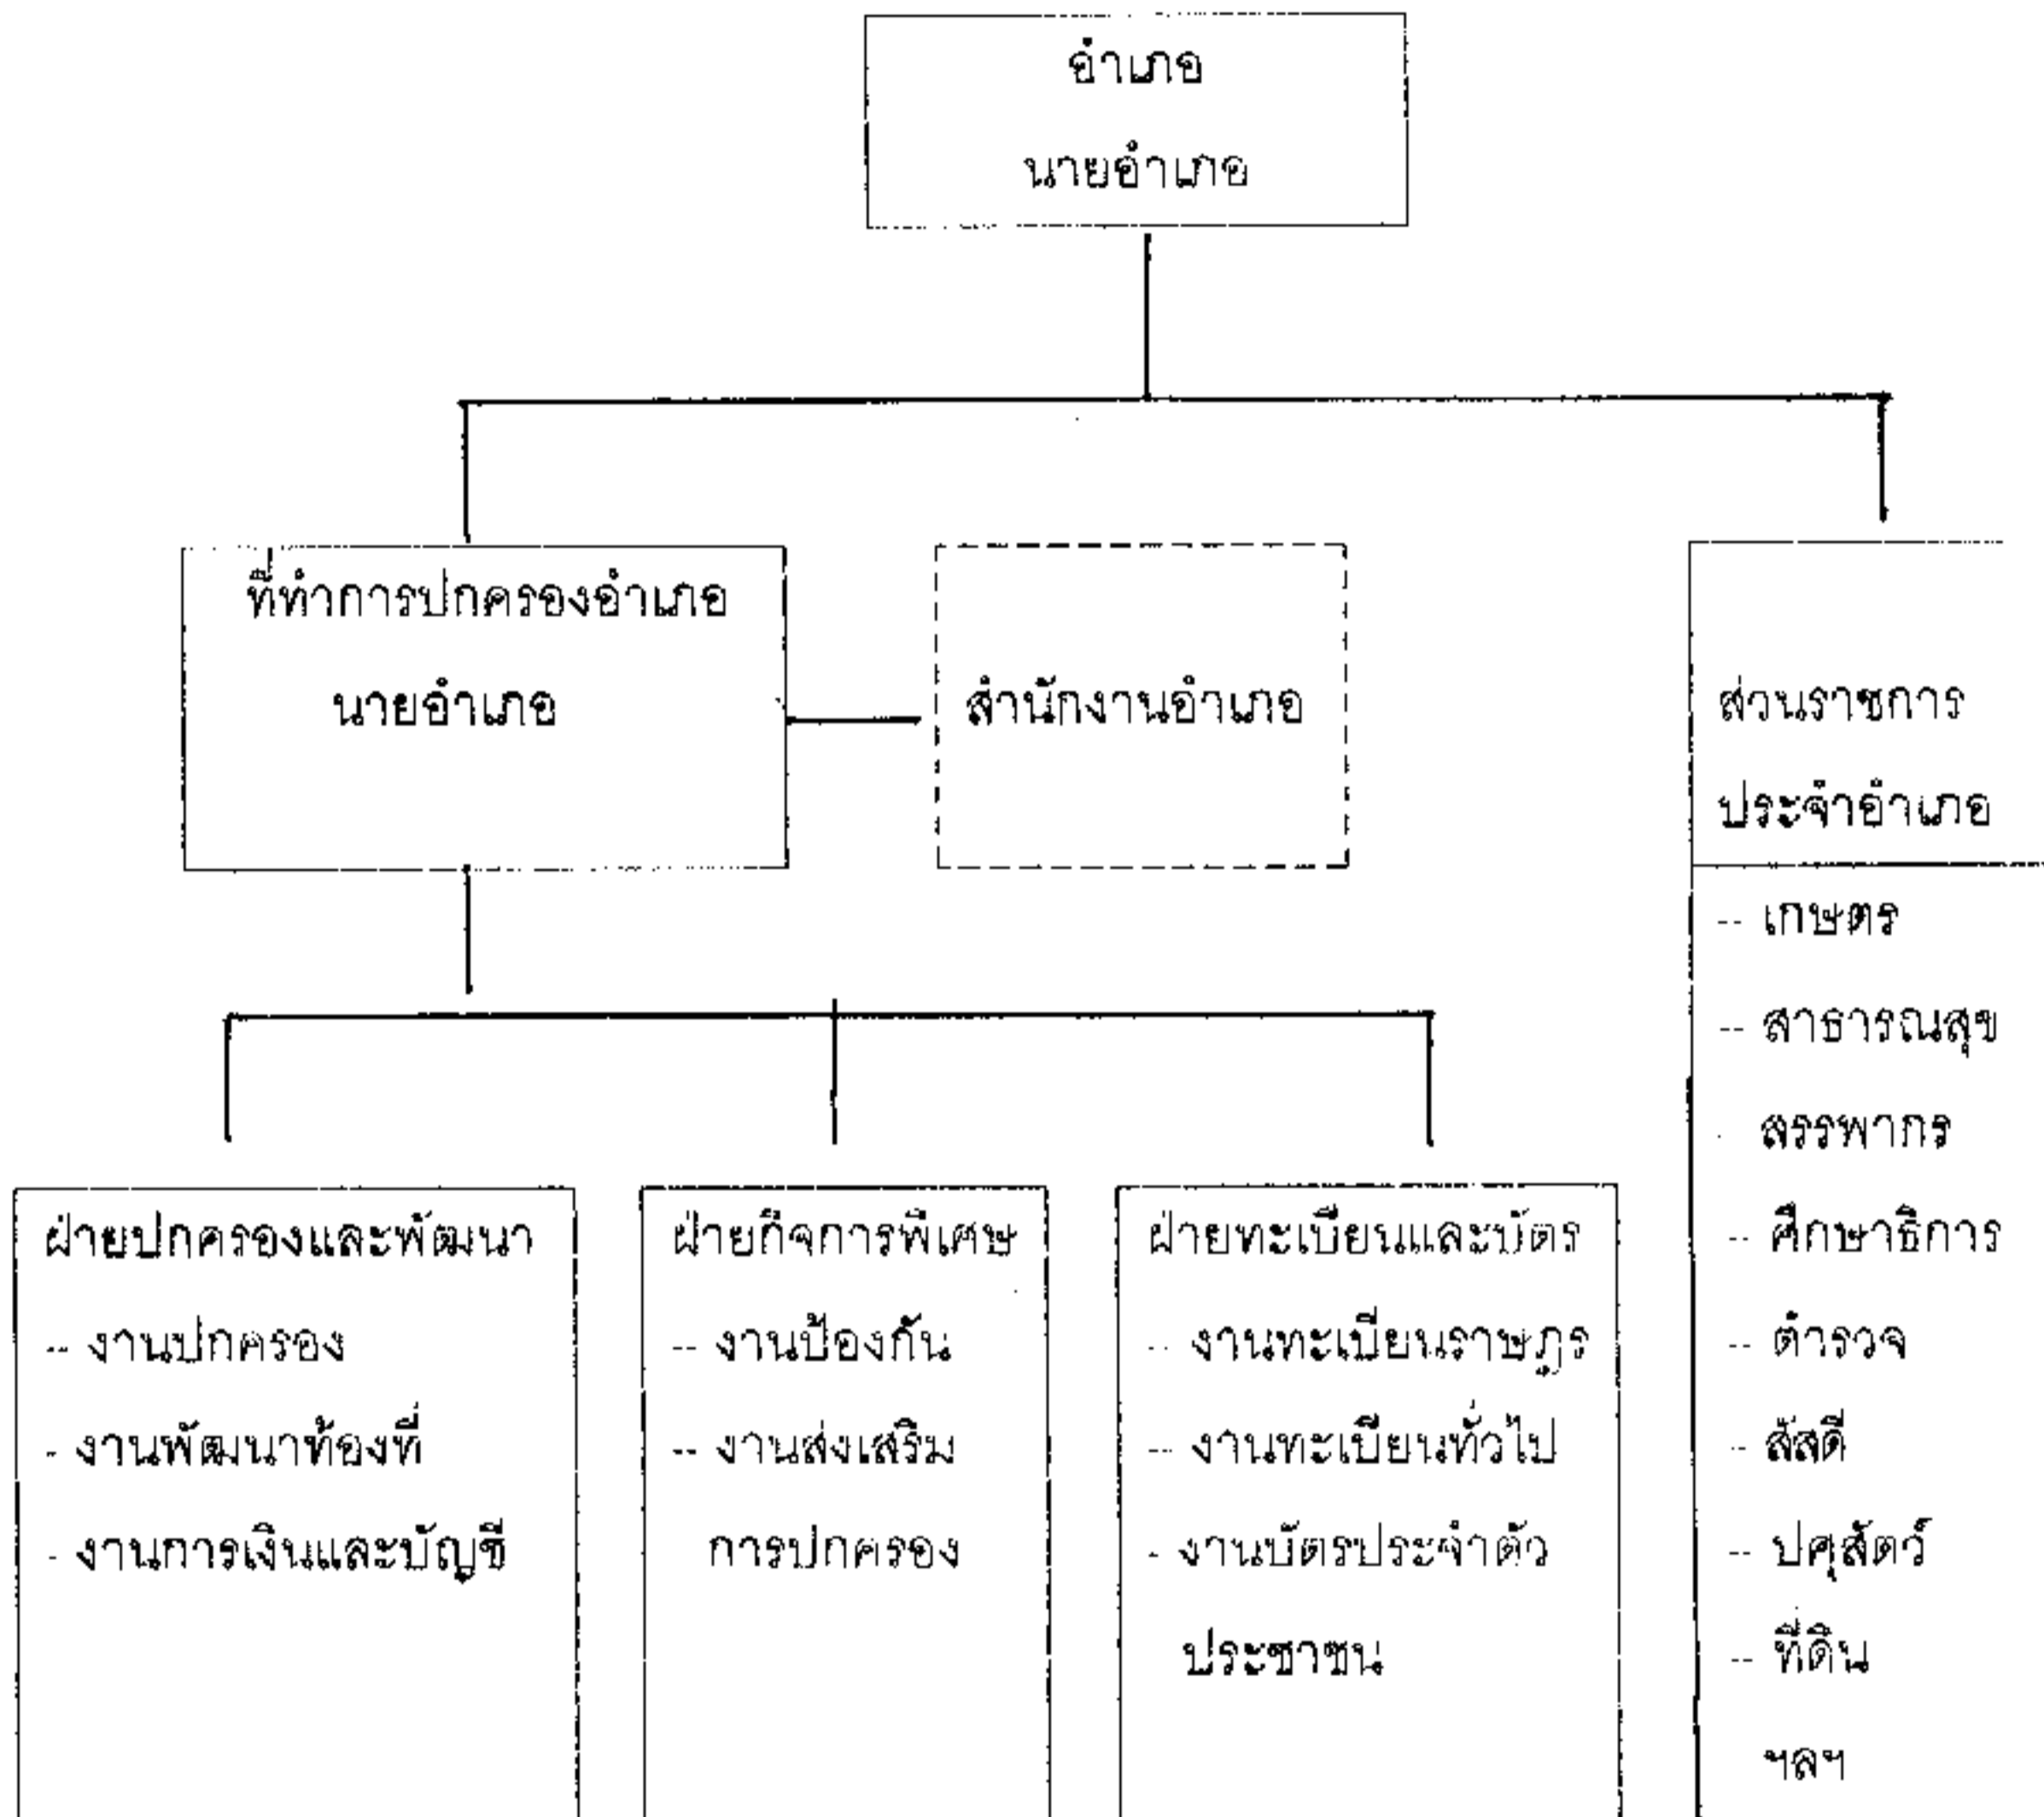 อำเภอ
นายอำเภอ
ที่ทำการปกครองอำเภอ
นายอำเภอ
สำนักงานอำเภอ
ส่วนราชการ
ประจำอำเภอ
-- เกษตร
-- สาธารณสุข
- สรรพากร
-- ศึกษาธิการ
-- ตำรวจ
- สัสดี
-- ปศุสัตว์
-- ที่ดิน
ฯลฯ
ฝ่ายปกครองและพัฒนา
-- งานปกครอง
- งานพัฒนาท้องที่
- งานการเงินและบัญชี
ฝ่ายกิจการพิเศษ
-- งานป้องกัน
-- งานส่งเสริม
การปกครอง
ฝ่ายทะเบียนและบัตร
-- งานทะเบียนราษฎร
-- งานทะเบียนทั่วไป
- งานบัตรประจำตัว
ประชาชน